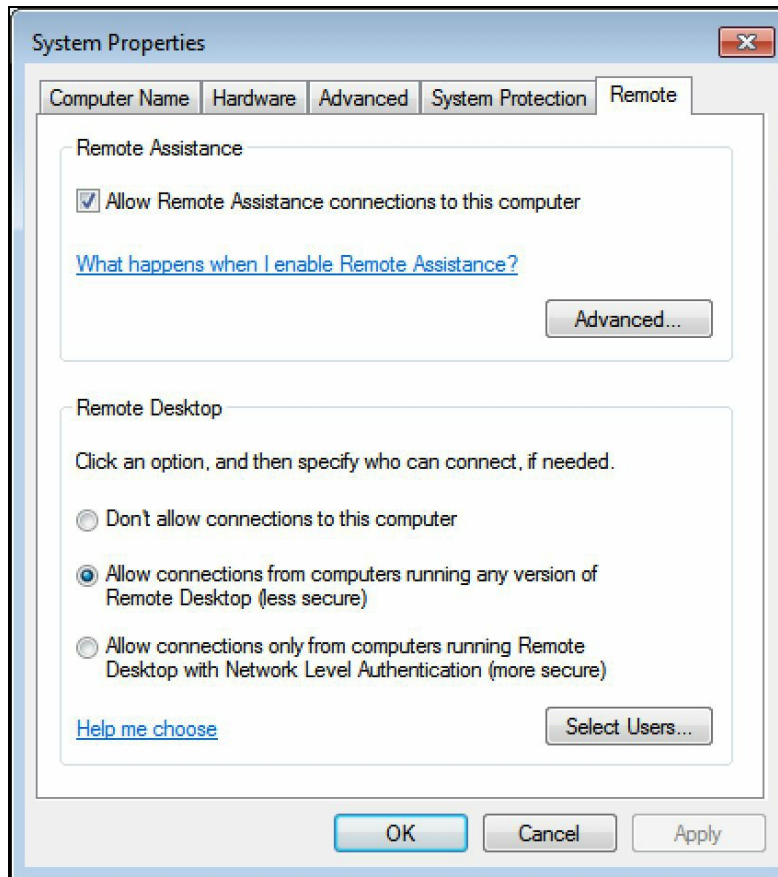 System Properties
Computer Name Hardware Advanced System Protection Remote
Remote Assistance
Allow Remote Assistance connections to this computer
What happens when I enable Remote Assistance?
Advanced...
Remote Desktop
Click an option, and then specify who can connect, if needed.
Don't allow connections to this computer
Allow connections from computers running any version of
Remote Desktop (less secure)
Allow connections only from computers running Remote
Desktop with Network Level Authentication (more secure)
Help me choose
Select Users...
OK Cancel Apply